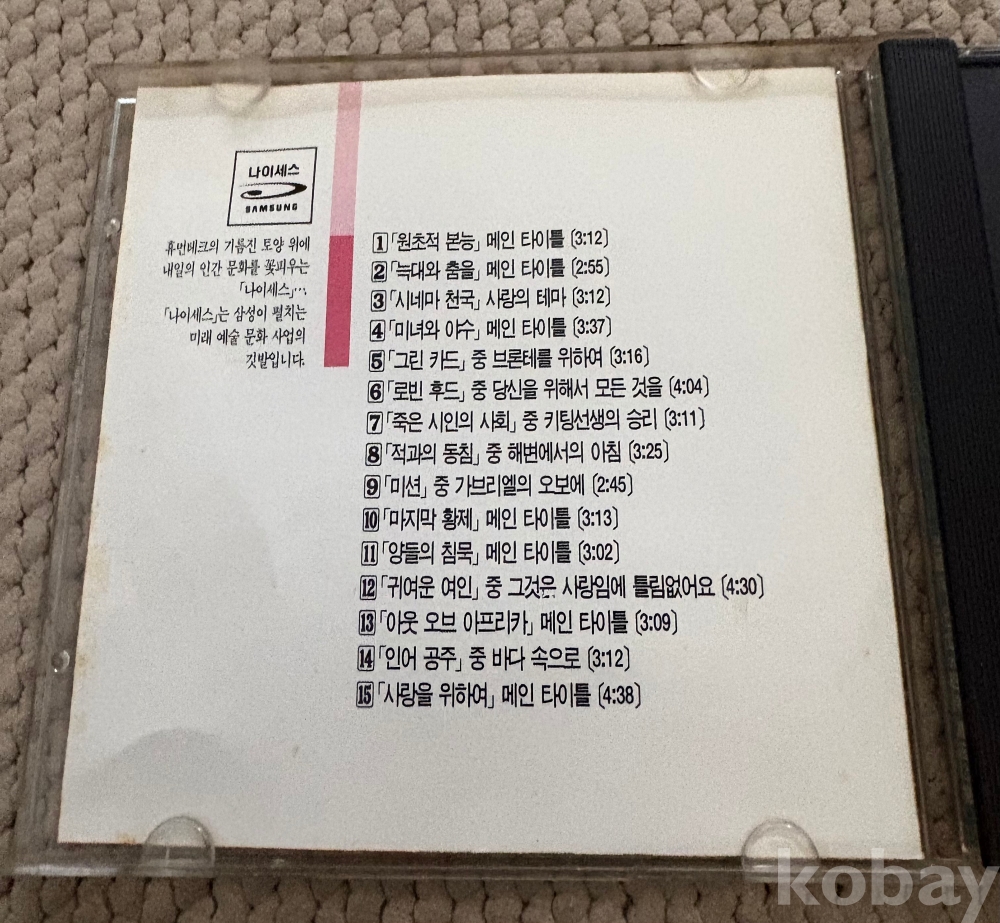 나이세스
SAMSUNG
휴먼테크의 기름진 토양 위에
내일의 인간 문화를 꽃피우는
「나이세스」…
「나이세스」는 삼성이 펼치는
미래 예술 문화 사업의
깃발입니다.
1 「원초적 본능」 메인 타이틀 (3:12)
2 「늑대와 춤을」 메인 타이틀 (2:55)
3 「시네마 천국」 사랑의 테마 (3:12)
4 「미녀와 야수」 메인 타이틀 (3:37)
5 「그린 카드」 중 브론테를 위하여 (3:16)
6 「로빈 후드」 중 당신을 위해서 모든 것을 (4:04)
7 「죽은 시인의 사회」 중 키팅선생의 승리 (3:11)
8 「적과의 동침」 중 해변에서의 아침 (3:25)
9 「미션」 중 가브리엘의 오보에 (2:45)
10 「마지막 황제」 메인 타이틀 (3:13)
11 「양들의 침묵」 메인 타이틀 (3:02)
12 「귀여운 여인」 중 그것은 사랑임에 틀림없어요 (4:30)
13 「아웃 오브 아프리카」 메인 타이틀 (3:09)
14 「인어 공주」 중 바다 속으로 (3:12)
15 「사랑을 위하여」 메인 타이틀 (4:38)
kobay